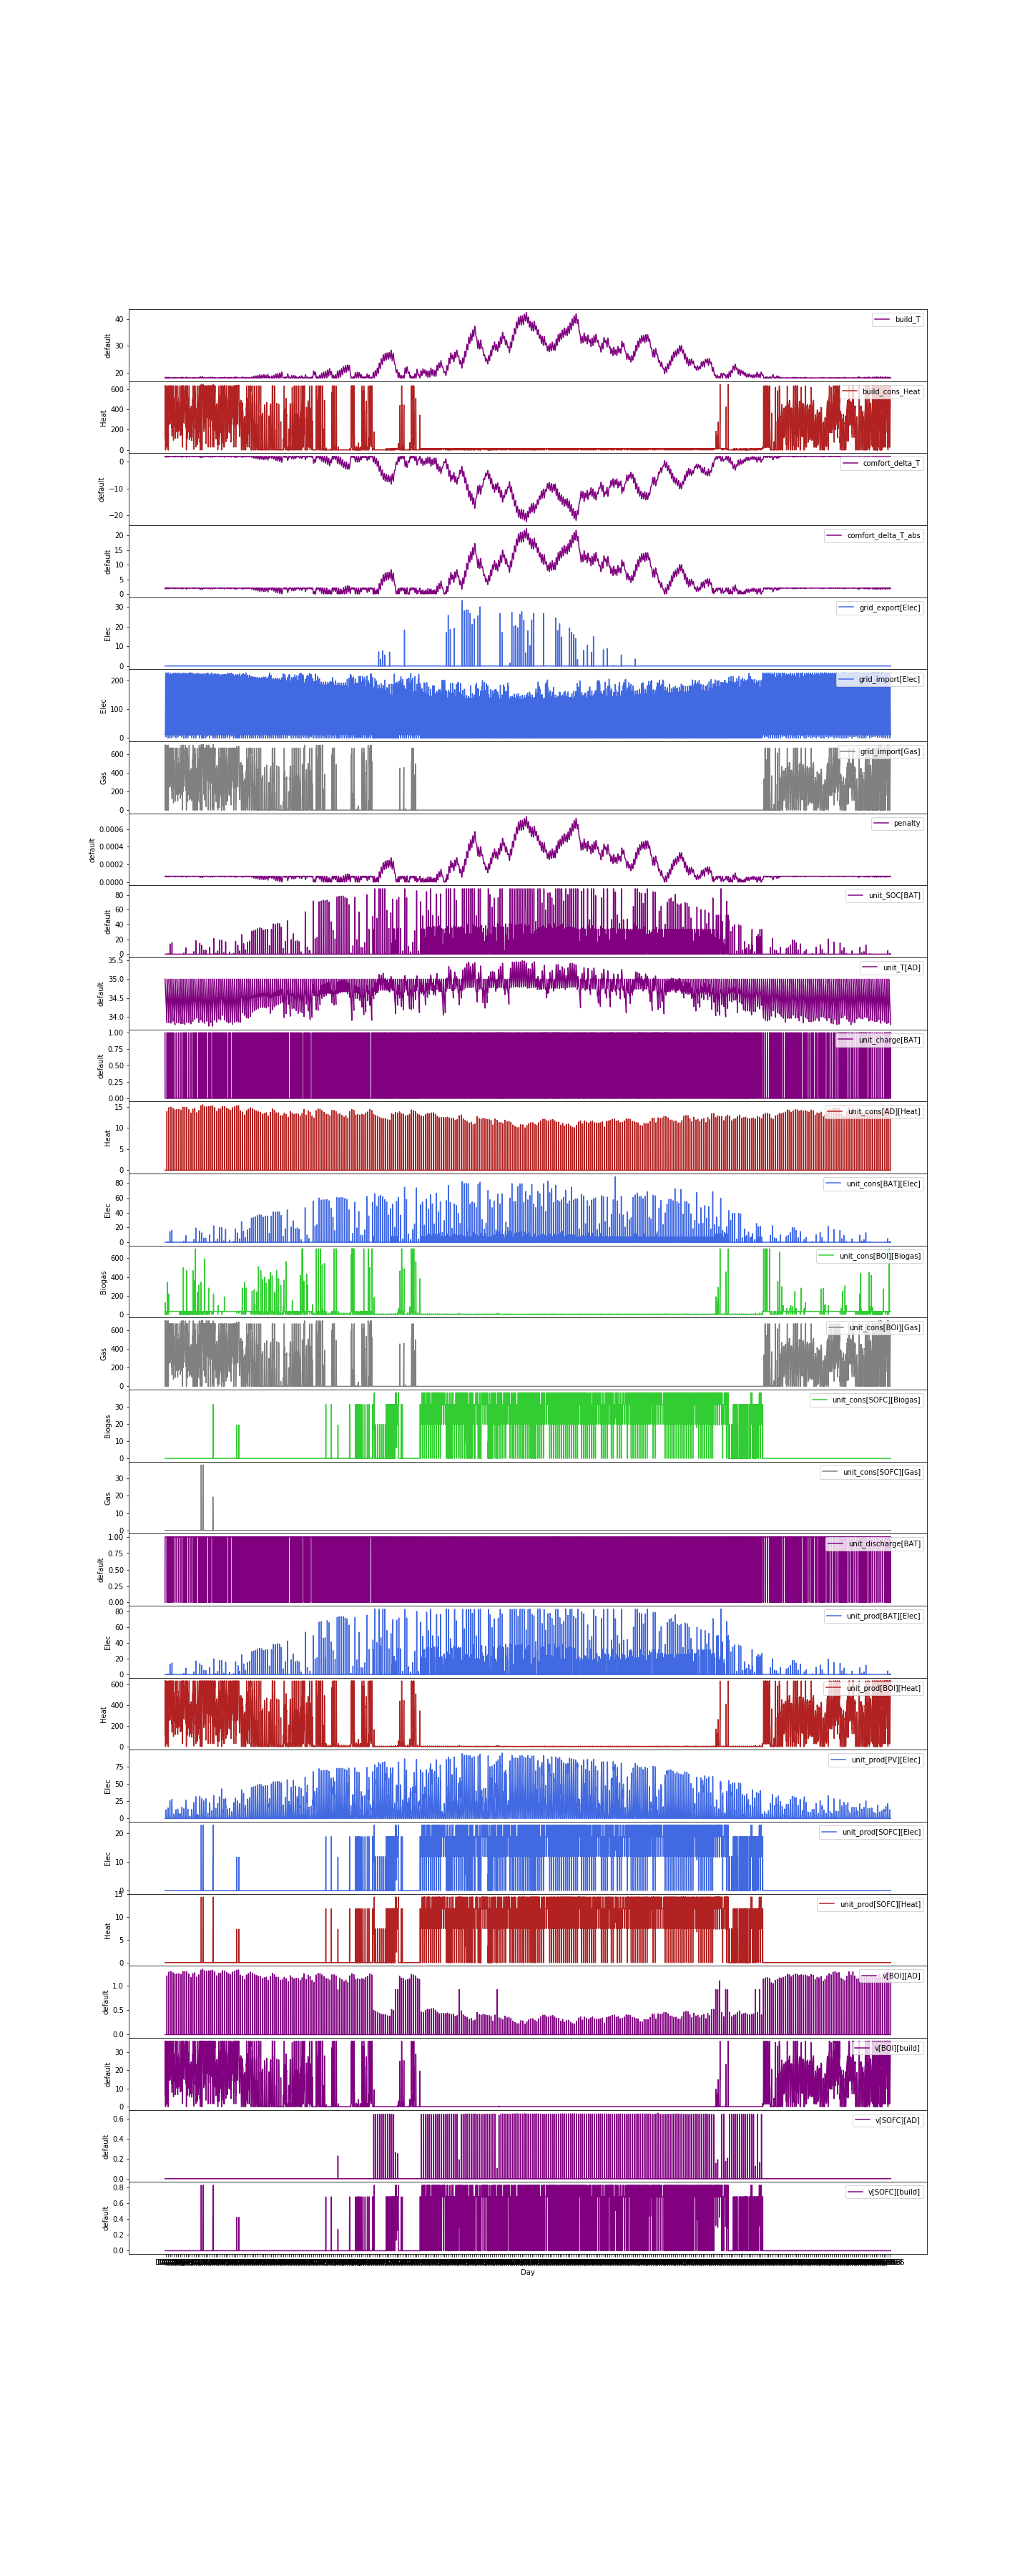 build_T
default
40
30
20
build_cons_Heat
Heat
600
400
200
0
comfort_delta_T
default
0
−10
−20
comfort_delta_T_abs
default
20
15
10
5
0
grid_export[Elec]
Elec
30
20
10
0
grid_import[Elec]
Elec
200
100
0
grid_import[Gas]
Gas
600
400
200
0
penalty
default
0.0006
0.0004
0.0002
0.0000
unit_SOC[BAT]
default
80
60
40
20
0
unit_T[AD]
default
35.5
35.0
34.5
34.0
unit_charge[BAT]
default
1.00
0.75
0.50
0.25
0.00
unit_cons[AD][Heat]
Heat
15
10
5
0
unit_cons[BAT][Elec]
Elec
80
60
40
20
0
unit_cons[BOI][Biogas]
Biogas
600
400
200
0
unit_cons[BOI][Gas]
Gas
600
400
200
0
unit_cons[SOFC][Biogas]
Biogas
30
20
10
0
unit_cons[SOFC][Gas]
Gas
30
20
10
0
unit_discharge[BAT]
default
1.00
0.75
0.50
0.25
0.00
unit_prod[BAT][Elec]
Elec
80
60
40
20
0
unit_prod[BOI][Heat]
Heat
600
400
200
0
unit_prod[PV][Elec]
Elec
75
50
25
0
unit_prod[SOFC][Elec]
Elec
20
10
0
unit_prod[SOFC][Heat]
Heat
15
10
5
0
v[BOI][AD]
default
1.0
0.5
0.0
v[BOI][build]
default
30
20
10
0
v[SOFC][AD]
default
0.6
0.4
0.2
0.0
v[SOFC][build]
default
0.8
0.6
0.4
0.2
0.0
Day